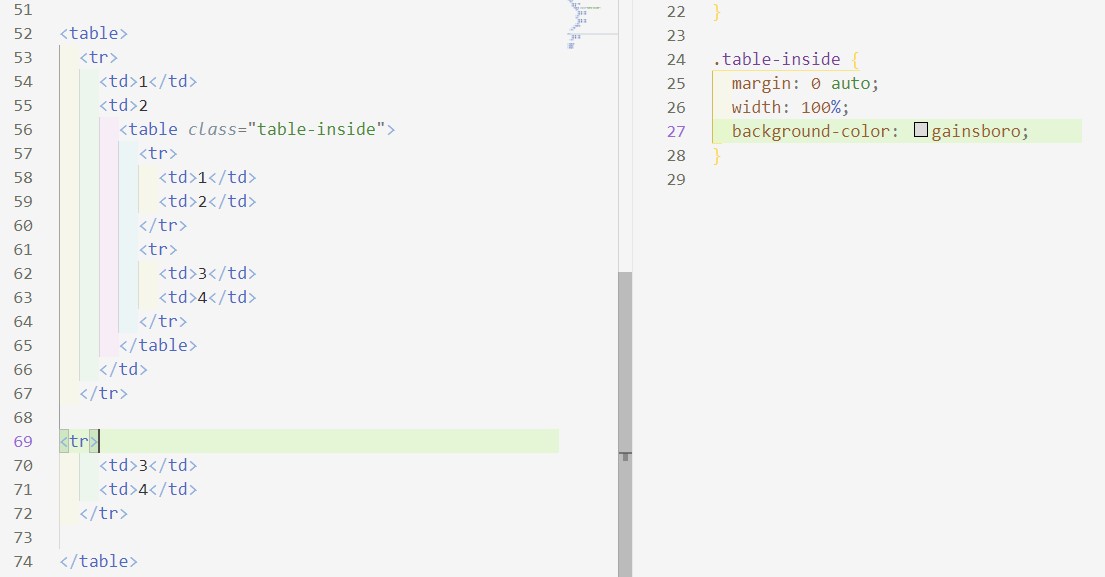 51
52 <table>
53 <tr>
54 <td>1</td>
55 <td>2
56 <table class="table-inside">
57 <tr>
58 <td>1</td>
59 <td>2</td>
60 </tr>
61 <tr>
62 <td>3</td>
63 <td>4</td>
64 </tr>
65 </table>
66 </td>
67 </tr>
68
69 <tr>
70 <td>3</td>
71 <td>4</td>
72 </tr>
73
74 </table>
22 }
23
24 .table-inside {
25 margin: 0 auto;
26 width: 100%;
27 background-color: gainsboro;
28 }
29